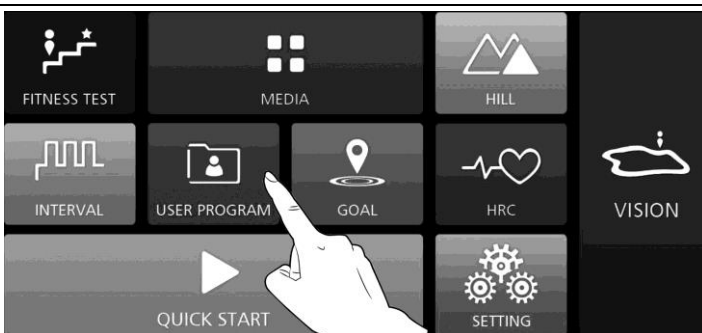 FITNESS TEST
MEDIA
HILL
INTERVAL
USER PROGRAM
GOAL
HRC
VISION
QUICK START
SETTING